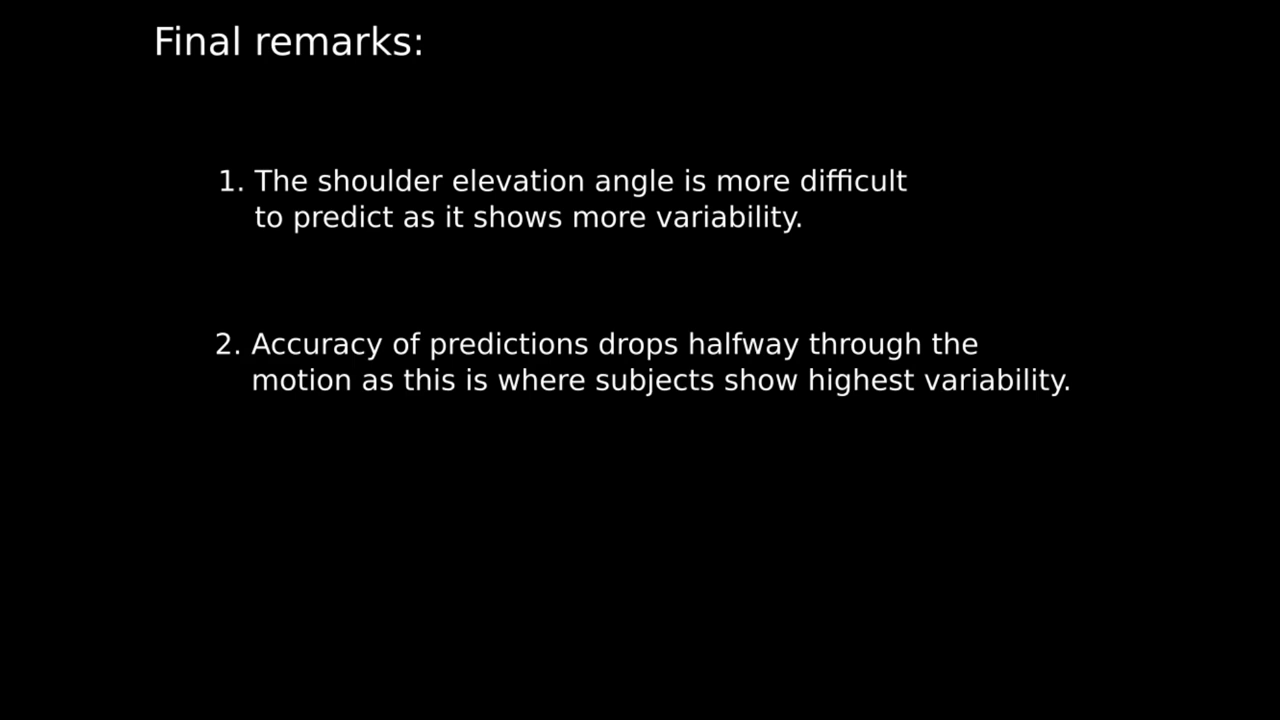 Final remarks:
1. The shoulder elevation angle is more difficult
to predict as it shows more variability.
2. Accuracy of predictions drops halfway through the
motion as this is where subjects show highest variability.